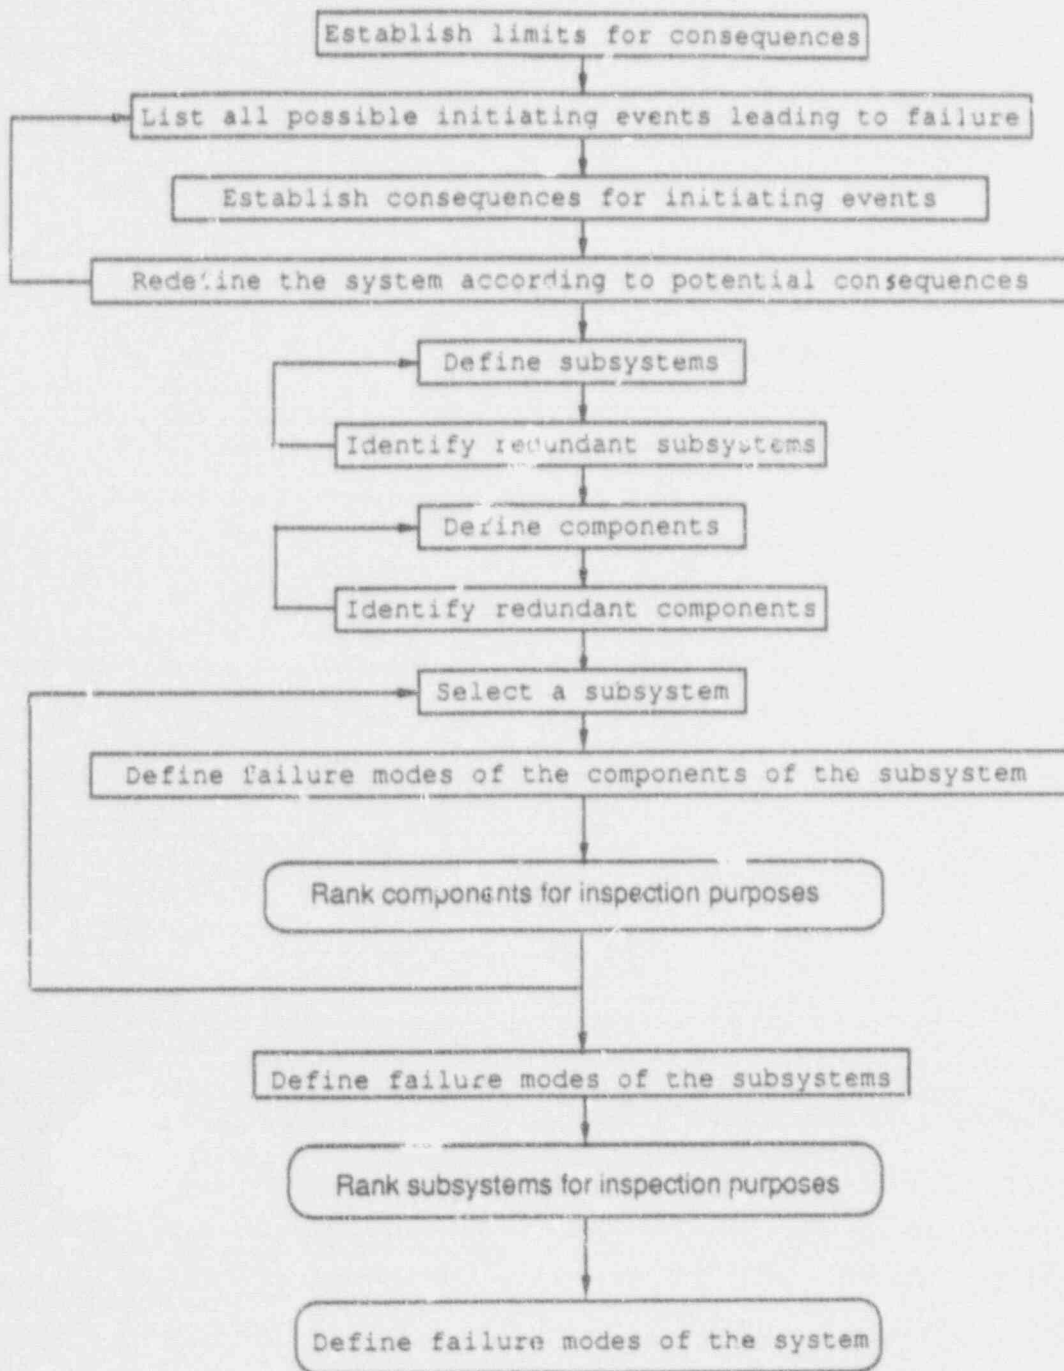 Establish limits for consequences
List all possible initiating events leading to failure
Establish consequences for initiating events
Redefine the system according to potential consequences
Define subsystems
Identify redundant subsystems
Define components
Identify redundant components
Select a subsystem
Define failure modes of the components of the subsystem
Rank components for inspection purposes
Define failure modes of the subsystems
Rank subsystems for inspection purposes
Define failure modes of the system